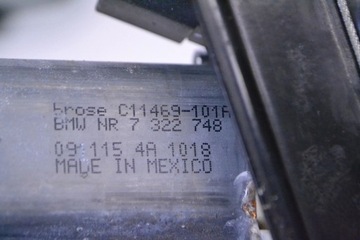 brose C11469-101A
BMW NR 7 322 748
09 115 4A 1018
MADE IN MEXICO